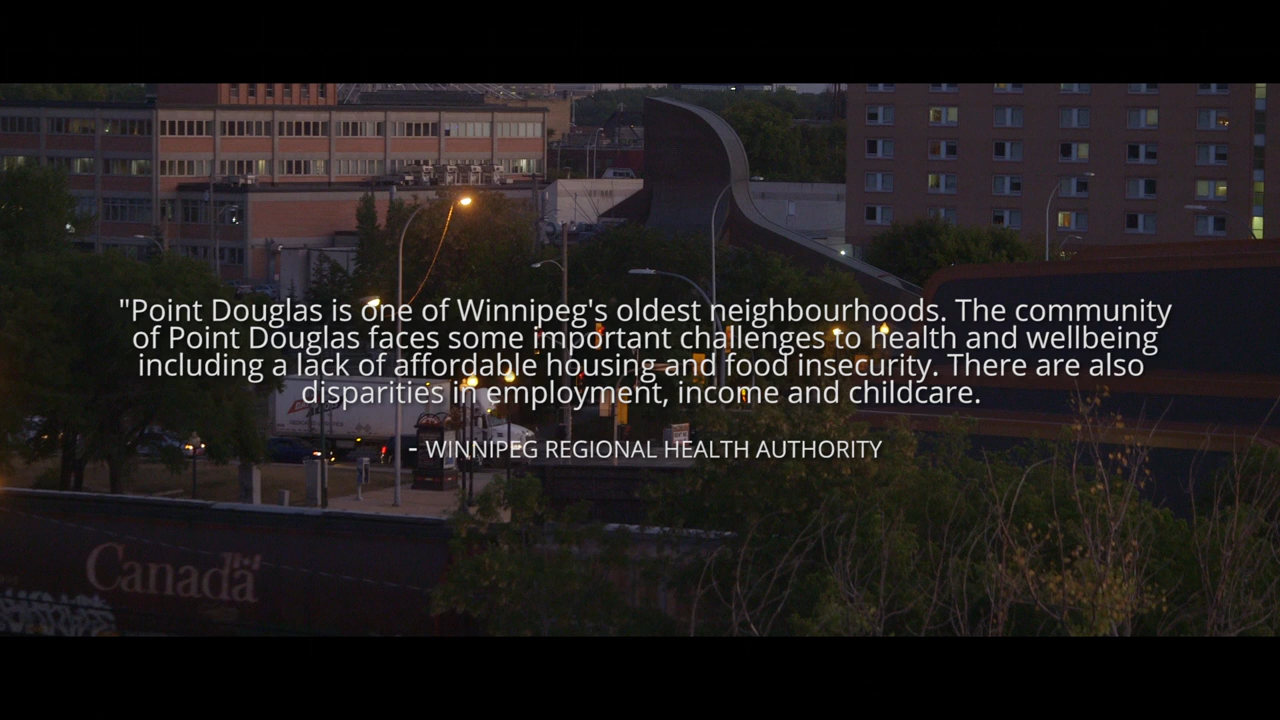 "Point Douglas is one of Winnipeg's oldest neighbourhoods. The community
of Point Douglas faces some important challenges to health and wellbeing
including a lack of affordable housing and food insecurity. There are also
disparities in employment, income and childcare.
- WINNIPEG REGIONAL HEALTH AUTHORITY
Canada